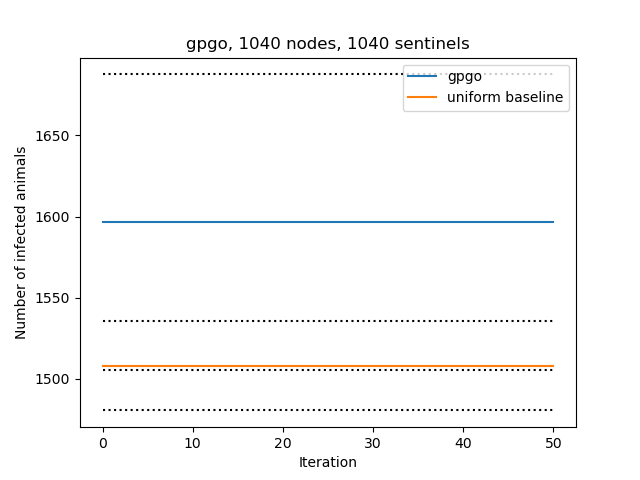 gpgo, 1040 nodes, 1040 sentinels
gpgo
uniform baseline
Number of infected animals
1650
1600
1550
1500
0 10 20 30 40 50
Iteration